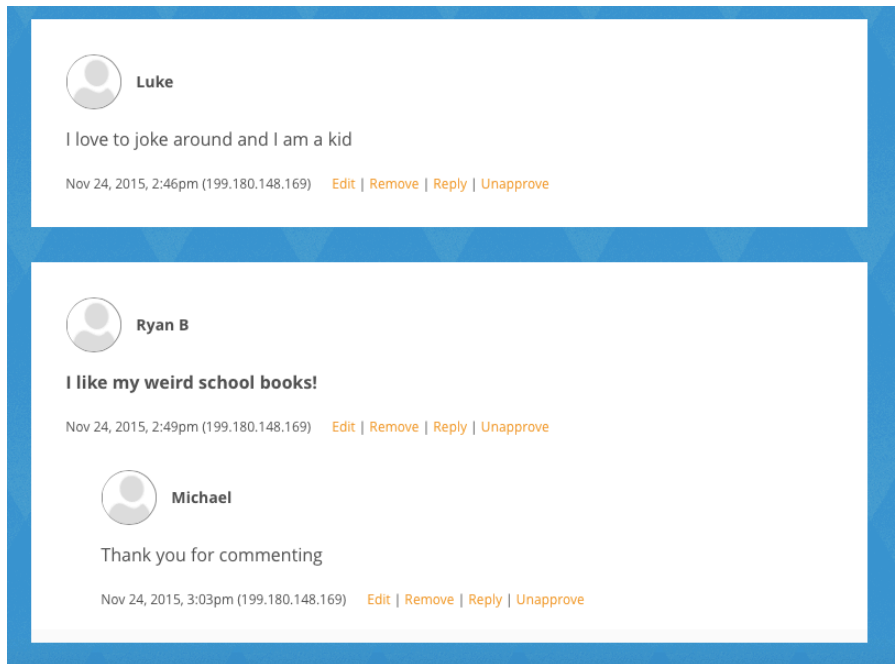 Luke
I love to joke around and I am a kid
Nov 24, 2015, 2:46pm (199.180.148.169) Edit | Remove | Reply | Unapprove
Ryan B
I like my weird school books!
Nov 24, 2015, 2:49pm (199.180.148.169) Edit | Remove | Reply | Unapprove
Michael
Thank you for commenting
Nov 24, 2015, 3:03pm (199.180.148.169) Edit | Remove | Reply | Unapprove